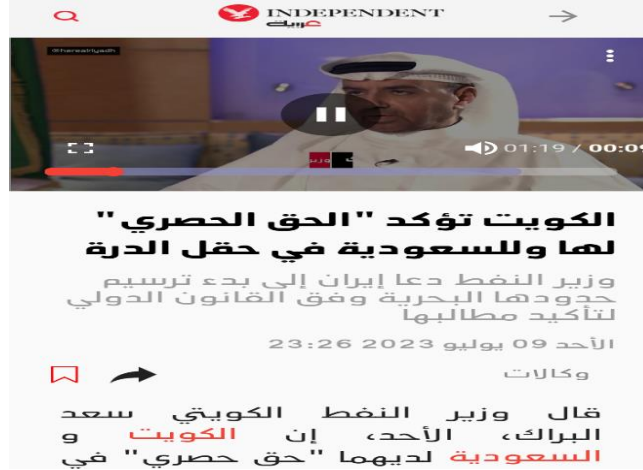 INDEPENDENT
عربية
@therealriyadh
01:19 / 00:09
الكويت تؤكد "الحق الحصري"
لها وللسعودية في حقل الدرة
وزير النفط دعا إيران إلى بدء ترسيم
حدودها البحرية وفق القانون الدولي
لتأكيد مطالبها
الأحد 09 يوليو 2023 23:26
وكالات
قال وزير النفط الكويتي سعد
البراك، الأحد، إن الكويت و
السعودية لديهما "حق حصري" في